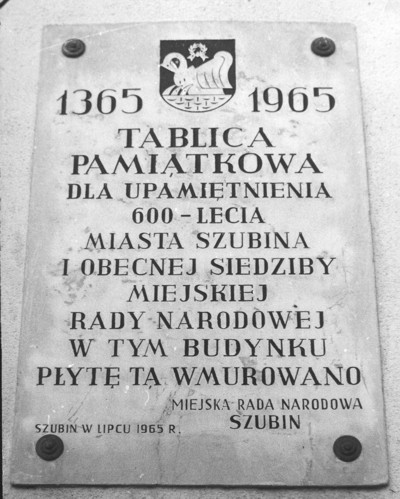 1365 1965
TABLICA
PAMIĄTKOWA
DLA UPAMIĘTNIENIA
600-LECIA
MIASTA SZUBINA
I OBECNEJ SIEDZIBY
MIEJSKIEJ
RADY NARODOWEJ
W TYM BUDYNKU
PŁYTĘ TĄ WMUROWANO
MIEJSKA RADA NARODOWA
SZUBIN
SZUBIN W LIPCU 1965 R.